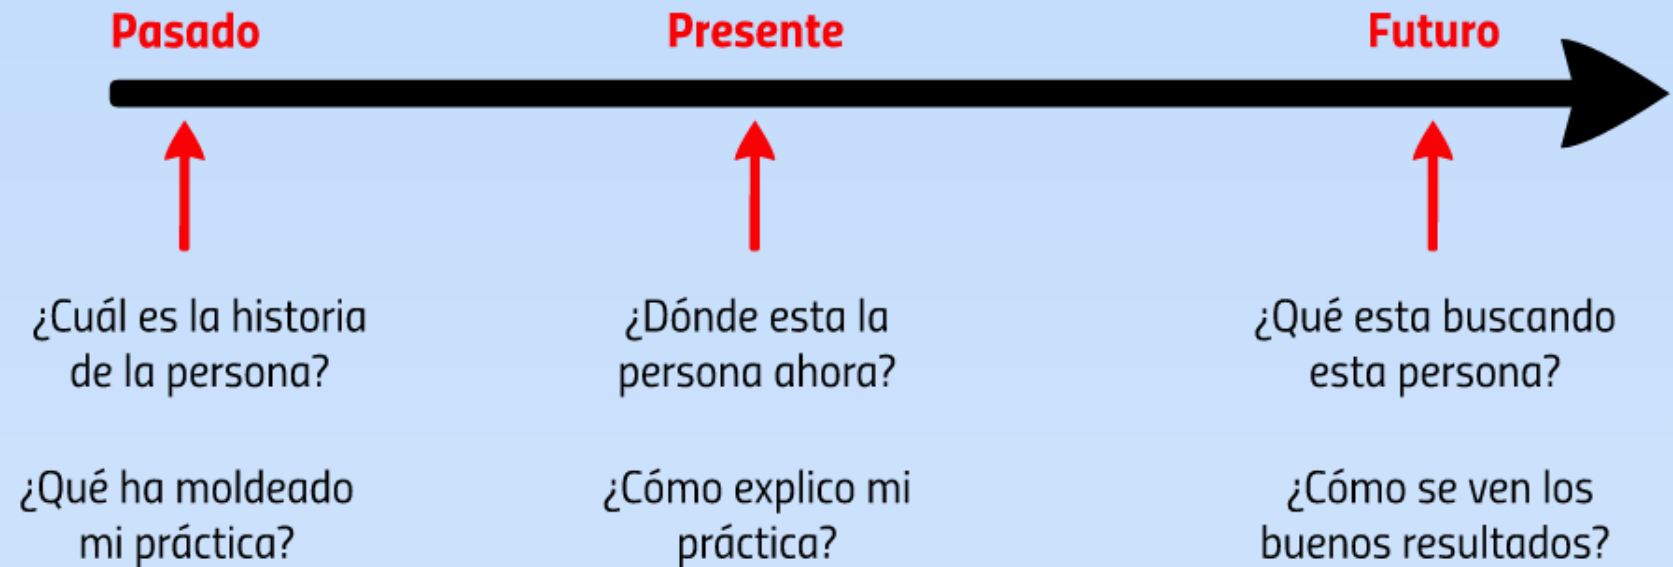 Pasado
Presente
Futuro
¿Cuál es la historia
de la persona?
¿Dónde esta la
persona ahora?
¿Qué esta buscando
esta persona?
¿Qué ha moldeado
mi práctica?
¿Cómo explico mi
práctica?
¿Cómo se ven los
buenos resultados?